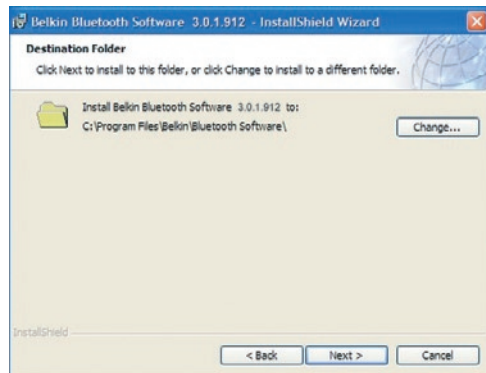 Belkin Bluetooth Software 3.0.1.912 - InstallShield Wizard
Destination Folder
Click Next to install to this folder, or click Change to install to a different folder.
Install Belkin Bluetooth Software 3.0.1.912 to:
C:\Program Files\Belkin\Bluetooth Software\
Change...
InstallShield
< Back
Next >
Cancel